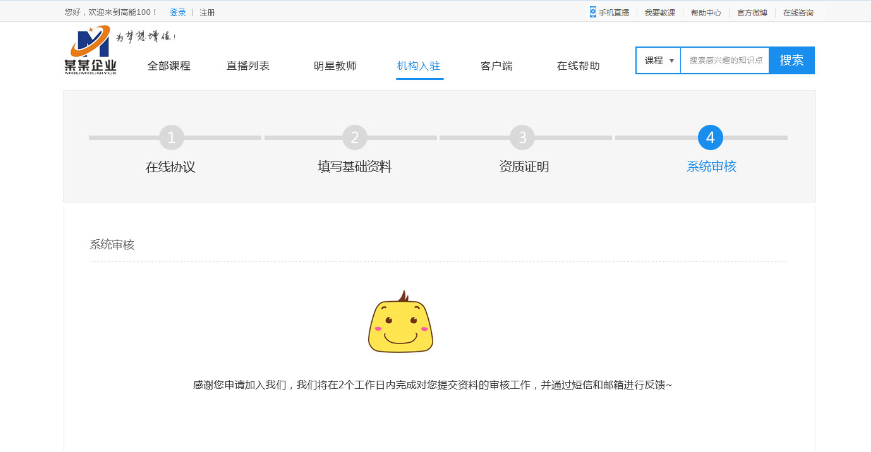 您好，欢迎来到高能100！ 登录 | 注册
手机直播 | 我要教课 | 帮助中心 | 官方微博 | 在线咨询
为梦想增值！
某某企业
MOUMOUQIYUE
全部课程 直播列表 明星教师 机构入驻 客户端 在线帮助
课程 ▼ 搜索感兴趣的知识点 搜索
1 2 3 4
在线协议 填写基础资料 资质证明 系统审核
系统审核
感谢您申请加入我们，我们将在2个工作日内完成对您提交资料的审核工作，并通过短信和邮箱进行反馈~